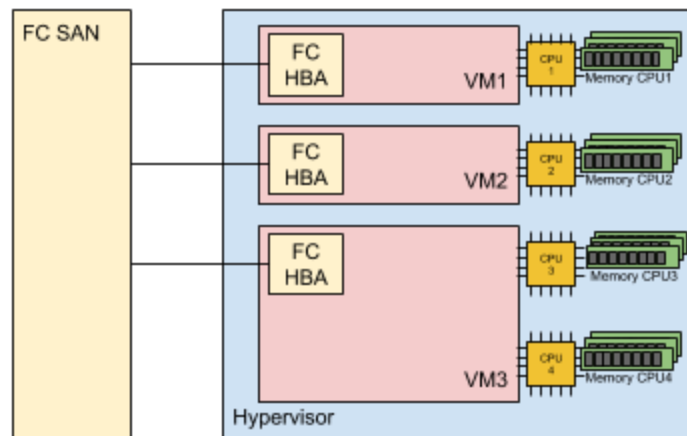 FC SAN
FC
HBA
VM1
CPU
1
Memory CPU1
FC
HBA
VM2
CPU
2
Memory CPU2
FC
HBA
CPU
3
Memory CPU3
VM3
CPU
4
Memory CPU4
Hypervisor